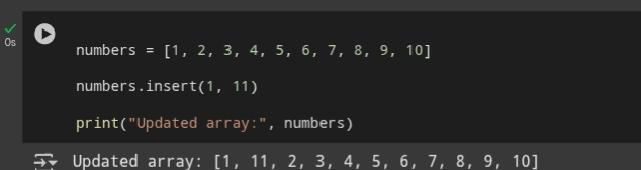 0s
numbers = [1, 2, 3, 4, 5, 6, 7, 8, 9, 10]
numbers.insert(1, 11)
print("Updated array:", numbers)
Updated array: [1, 11, 2, 3, 4, 5, 6, 7, 8, 9, 10]